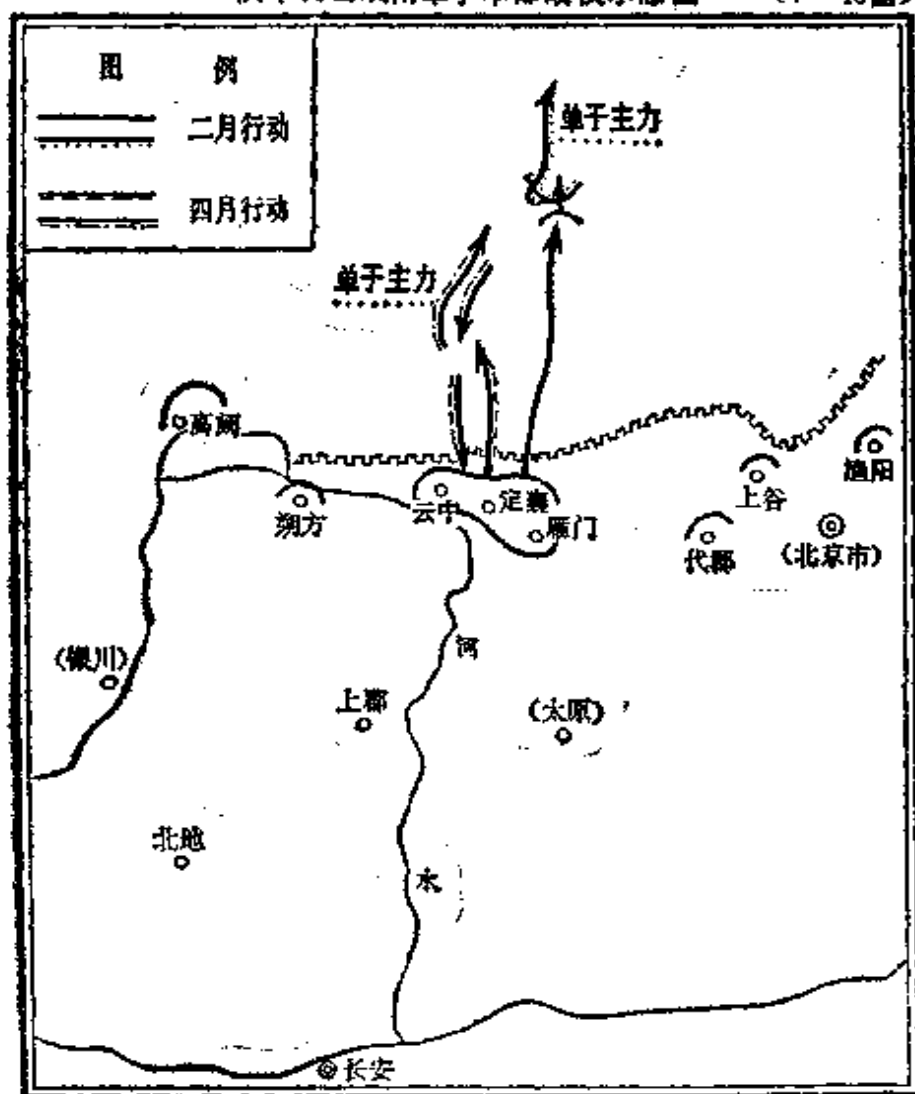 图 例
二月行动
四月行动
单于主力
单于主力
高阙
朔方
云中
定襄
雁门
上谷
渔阳
代郡
(北京市)
(银川)
上郡
河
(太原)
北地
水
长安